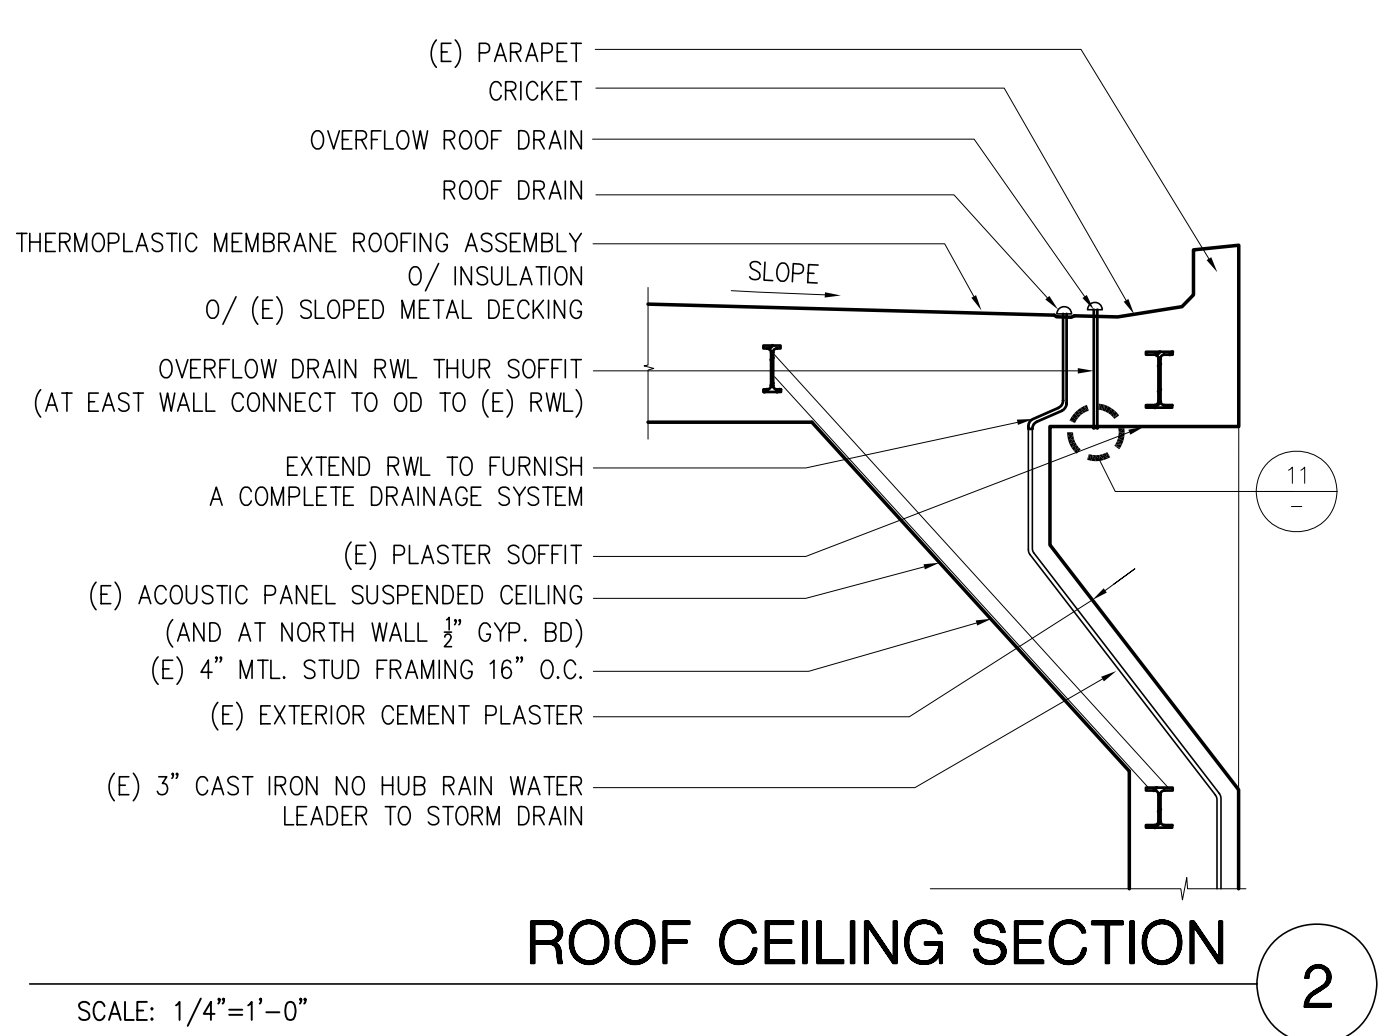 (E) PARAPET
CRICKET
OVERFLOW ROOF DRAIN
ROOF DRAIN
THERMOPLASTIC MEMBRANE ROOFING ASSEMBLY
O/ INSULATION
O/ (E) SLOPED METAL DECKING
SLOPE
OVERFLOW DRAIN RWL THUR SOFFIT
(AT EAST WALL CONNECT TO OD TO (E) RWL)
EXTEND RWL TO FURNISH
A COMPLETE DRAINAGE SYSTEM
11
–
(E) PLASTER SOFFIT
(E) ACOUSTIC PANEL SUSPENDED CEILING
(AND AT NORTH WALL ½" GYP. BD)
(E) 4" MTL. STUD FRAMING 16" O.C.
(E) EXTERIOR CEMENT PLASTER
(E) 3" CAST IRON NO HUB RAIN WATER
LEADER TO STORM DRAIN
ROOF CEILING SECTION
2
SCALE: 1/4"=1'-0"